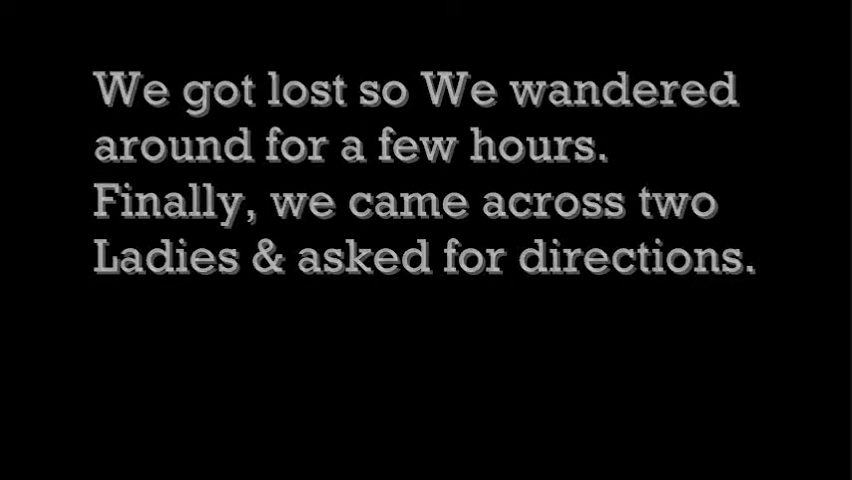 We got lost so We wandered
around for a few hours.
Finally, we came across two
Ladies & asked for directions.